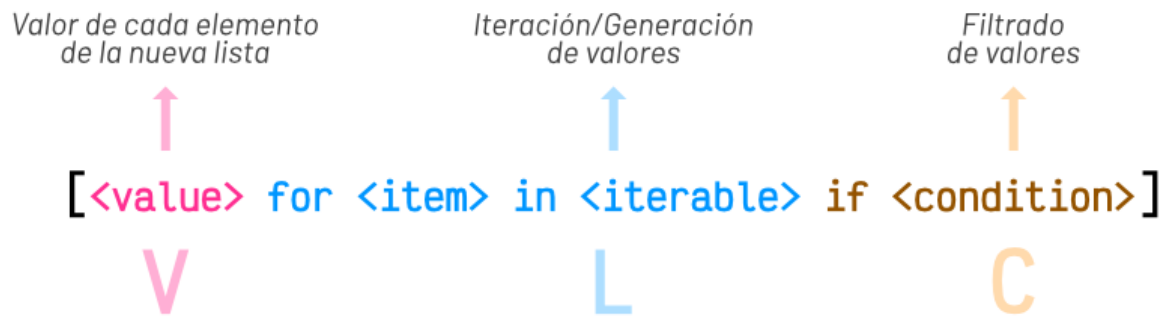 Valor de cada elemento
de la nueva lista
Iteración/Generación
de valores
Filtrado
de valores
[<value> for <item> in <iterable> if <condition>]
V
L
C